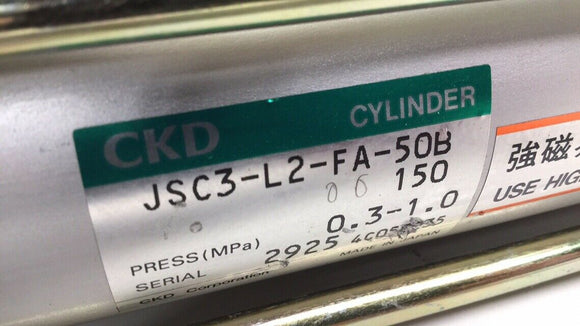 CKD CYLINDER
JSC3-L2-FA-50B
06 150
PRESS(MPa) 0.3-1.0
SERIAL 2925
MADE IN JAPAN
CKD Corporation
強磁
USE HIG